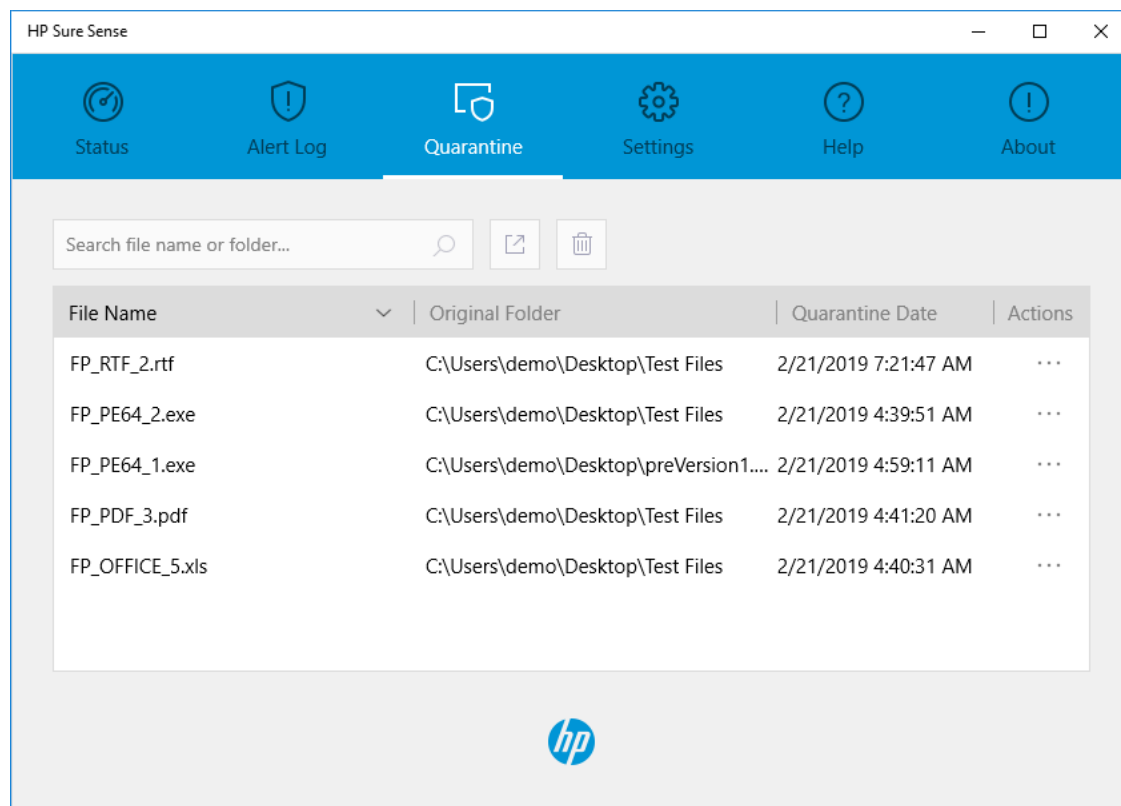 HP Sure Sense
Status Alert Log Quarantine Settings Help About
Search file name or folder...
File Name Original Folder Quarantine Date Actions
FP_RTF_2.rtf C:\Users\demo\Desktop\Test Files 2/21/2019 7:21:47 AM ...
FP_PE64_2.exe C:\Users\demo\Desktop\Test Files 2/21/2019 4:39:51 AM ...
FP_PE64_1.exe C:\Users\demo\Desktop\preVersion1.... 2/21/2019 4:59:11 AM ...
FP_PDF_3.pdf C:\Users\demo\Desktop\Test Files 2/21/2019 4:41:20 AM ...
FP_OFFICE_5.xls C:\Users\demo\Desktop\Test Files 2/21/2019 4:40:31 AM ...
hp